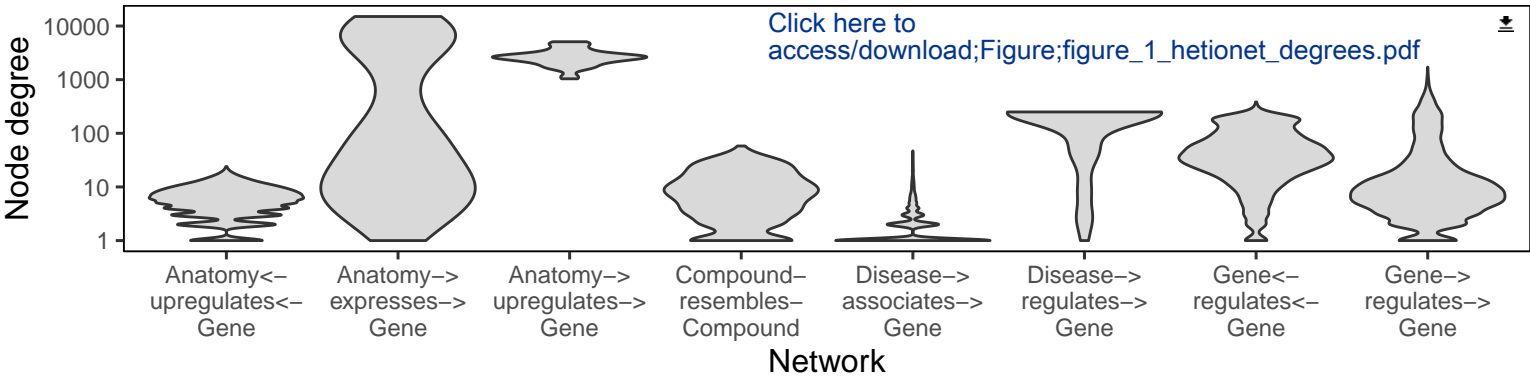 Click here to
access/download;Figure;figure_1_hetionet_degrees.pdf
Node degree
10000
1000
100
10
1
Anatomy<−
upregulates<−
Gene
Anatomy−>
expresses−>
Gene
Anatomy−>
upregulates−>
Gene
Compound−
resembles−
Compound
Disease−>
associates−>
Gene
Disease−>
regulates−>
Gene
Gene<−
regulates<−
Gene
Gene−>
regulates−>
Gene
Network